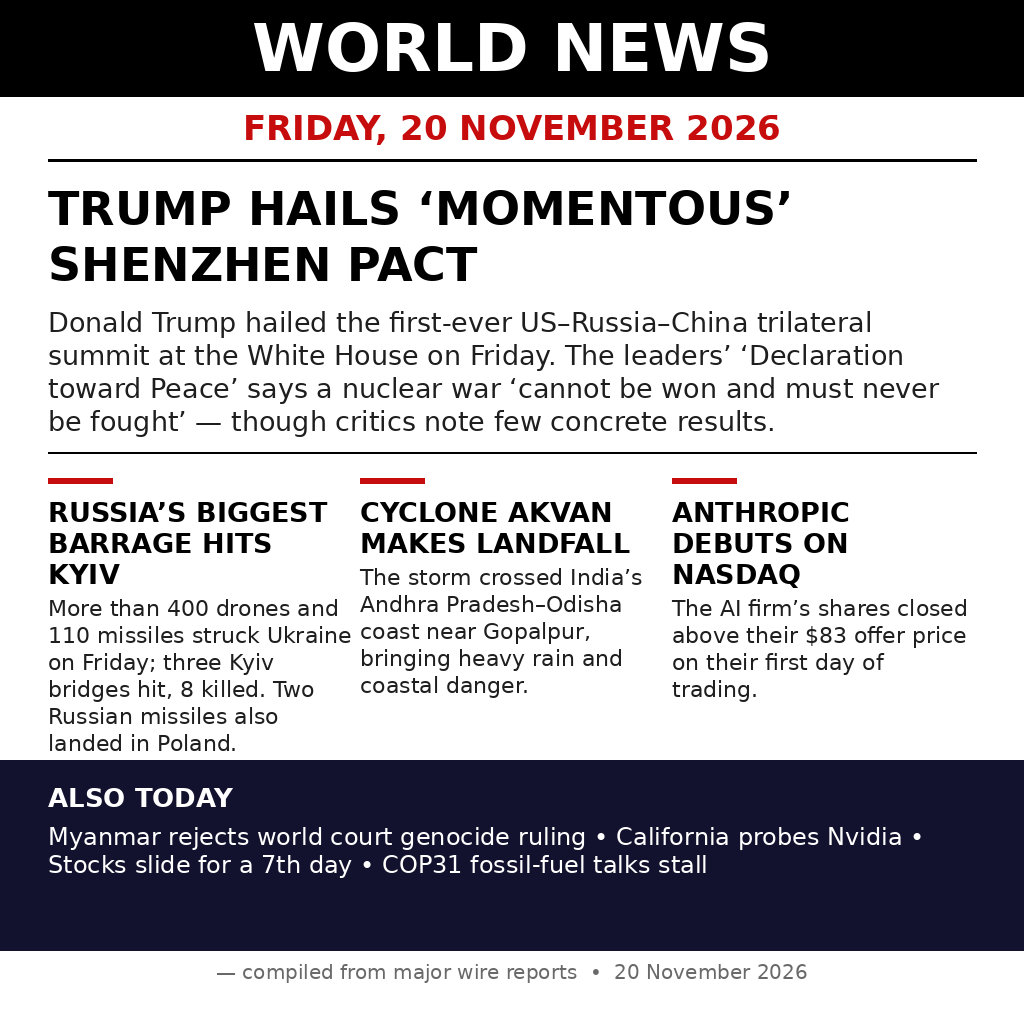 WORLD NEWS
FRIDAY, 20 NOVEMBER 2026
TRUMP HAILS ‘MOMENTOUS’
SHENZHEN PACT
Donald Trump hailed the first-ever US–Russia–China trilateral
summit at the White House on Friday. The leaders’ ‘Declaration
toward Peace’ says a nuclear war ‘cannot be won and must never
be fought’ — though critics note few concrete results.
RUSSIA’S BIGGEST
BARRAGE HITS
KYIV
More than 400 drones and
110 missiles struck Ukraine
on Friday; three Kyiv
bridges hit, 8 killed. Two
Russian missiles also
landed in Poland.
CYCLONE AKVAN
MAKES LANDFALL
The storm crossed India’s
Andhra Pradesh–Odisha
coast near Gopalpur,
bringing heavy rain and
coastal danger.
ANTHROPIC
DEBUTS ON
NASDAQ
The AI firm’s shares closed
above their $83 offer price
on their first day of
trading.
ALSO TODAY
Myanmar rejects world court genocide ruling • California probes Nvidia •
Stocks slide for a 7th day • COP31 fossil-fuel talks stall
— compiled from major wire reports • 20 November 2026